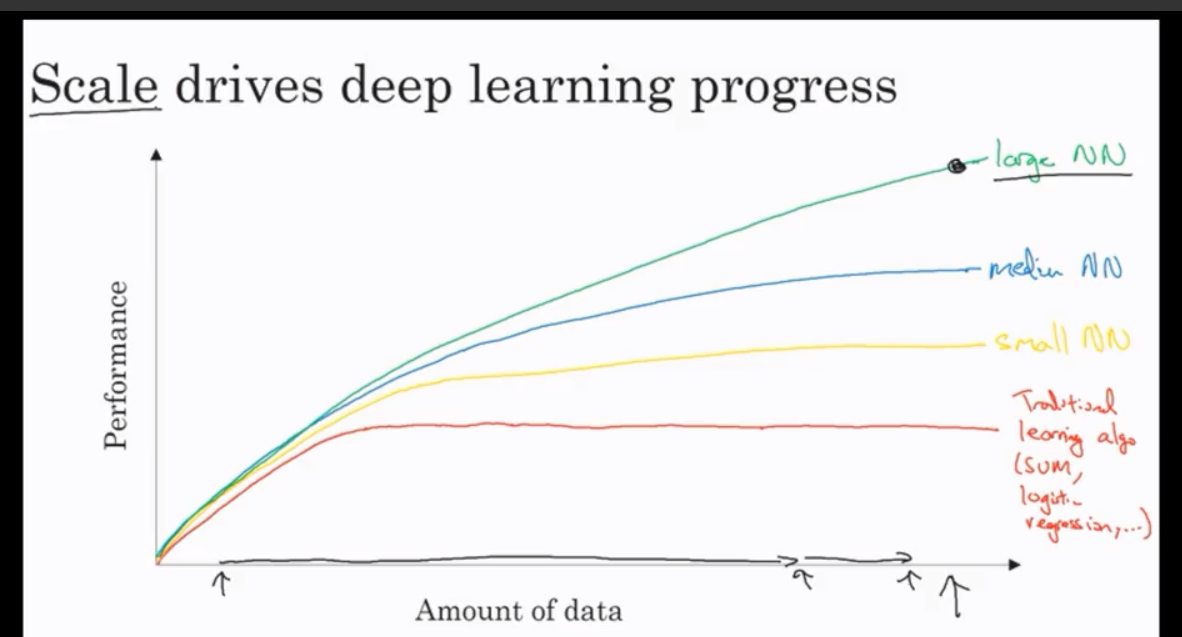 Scale drives deep learning progress
large NN
medium NN
small NN
Traditional
learning algo
(SVM,
logistic
regression,...)
Performance
Amount of data